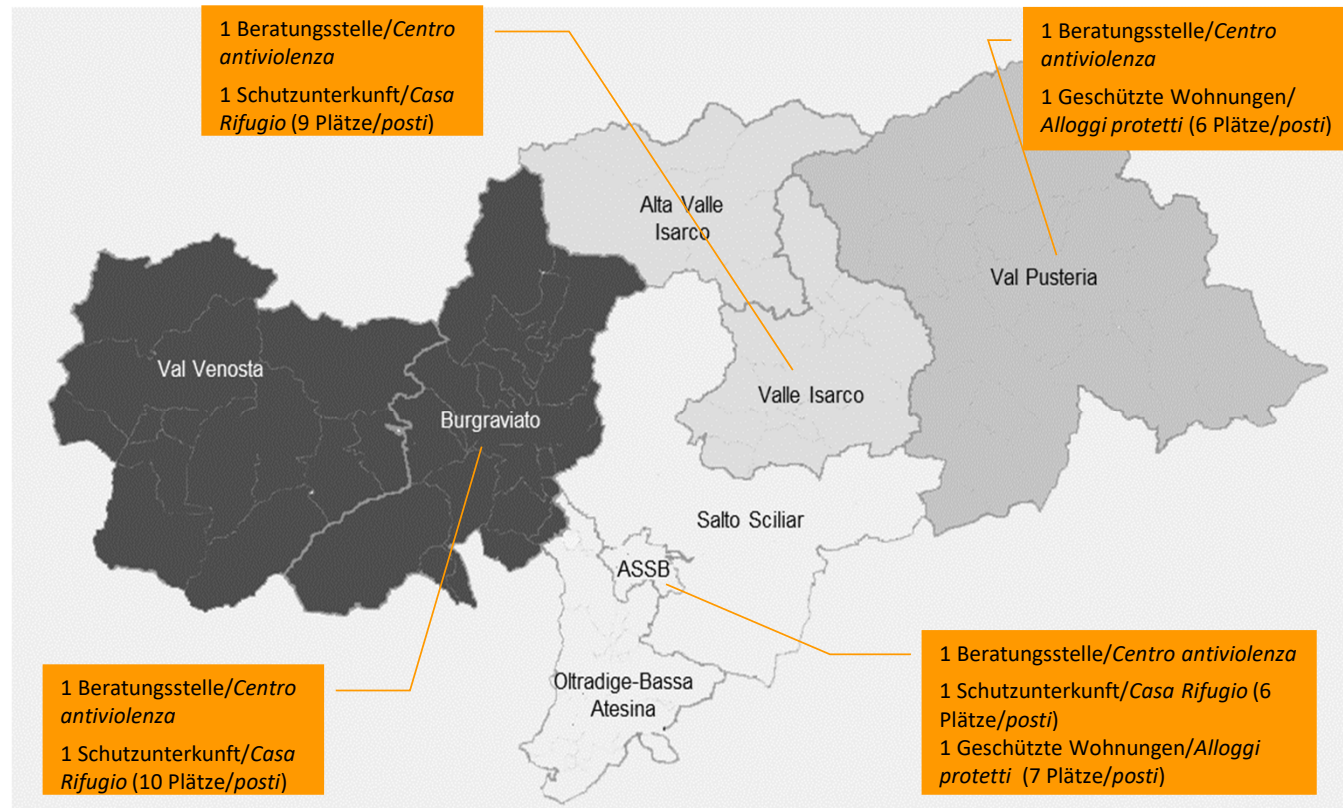 1 Beratungsstelle/Centro
antiviolenza
1 Schutzunterkunft/Casa
Rifugio (9 Plätze/posti)
1 Beratungsstelle/Centro
antiviolenza
1 Geschützte Wohnungen/
Alloggi protetti (6 Plätze/posti)
Alta Valle
Isarco
Val Pusteria
Val Venosta
Valle Isarco
Burgraviato
Salto Sciliar
ASSB
Oltradige-Bassa
Atesina
1 Beratungsstelle/Centro
antiviolenza
1 Schutzunterkunft/Casa
Rifugio (10 Plätze/posti)
1 Beratungsstelle/Centro antiviolenza
1 Schutzunterkunft/Casa Rifugio (6
Plätze/posti)
1 Geschützte Wohnungen/Alloggi
protetti (7 Plätze/posti)